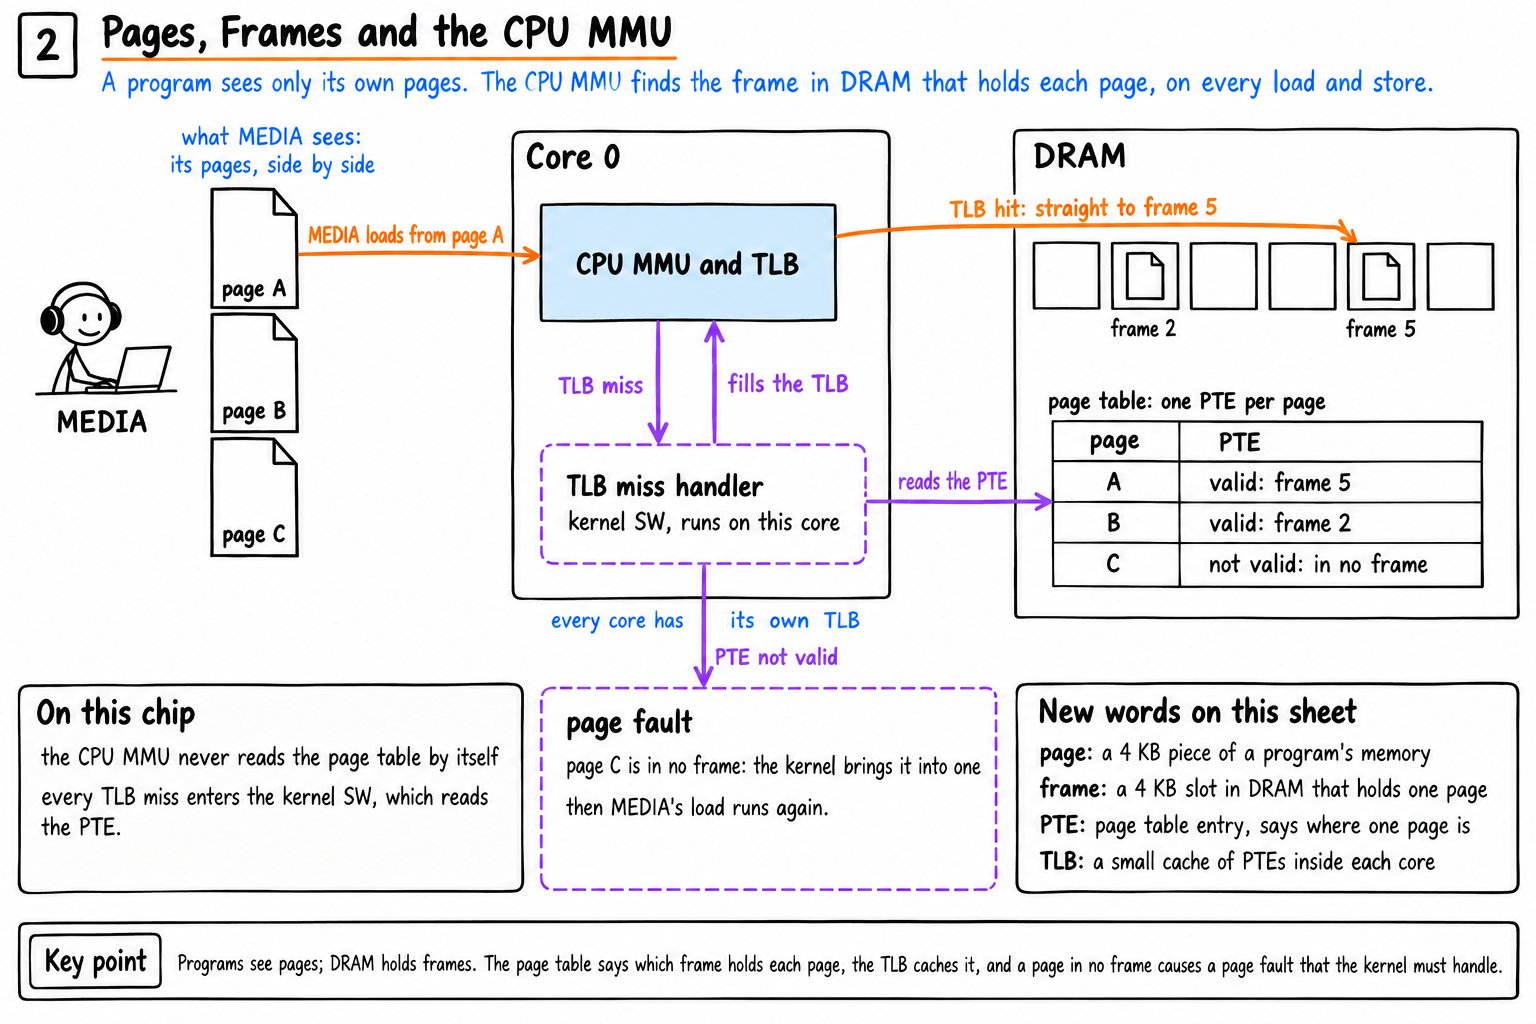 2
Pages, Frames and the CPU MMU
A program sees only its own pages. The CPU MMU finds the frame in DRAM that holds each page, on every load and store.
what MEDIA sees:
its pages, side by side
page A
page B
page C
MEDIA
MEDIA loads from page A
Core 0
CPU MMU and TLB
TLB miss
fills the TLB
TLB miss handler
kernel SW, runs on this core
every core has its own TLB
PTE not valid
TLB hit: straight to frame 5
reads the PTE
DRAM
frame 2
frame 5
page table: one PTE per page
page PTE
A valid: frame 5
B valid: frame 2
C not valid: in no frame
On this chip
the CPU MMU never reads the page table by itself
every TLB miss enters the kernel SW, which reads
the PTE.
page fault
page C is in no frame: the kernel brings it into one
then MEDIA's load runs again.
New words on this sheet
page: a 4 KB piece of a program's memory
frame: a 4 KB slot in DRAM that holds one page
PTE: page table entry, says where one page is
TLB: a small cache of PTEs inside each core
Key point
Programs see pages; DRAM holds frames. The page table says which frame holds each page, the TLB caches it, and a page in no frame causes a page fault that the kernel must handle.